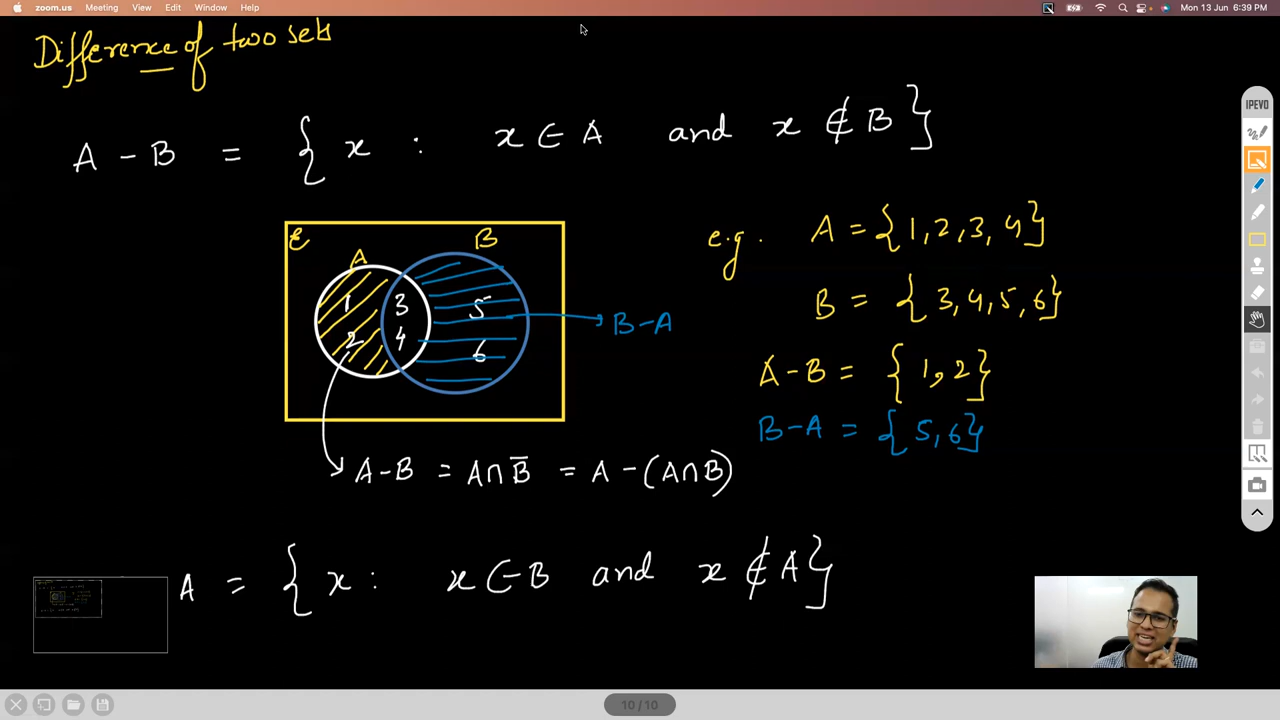 zoom.us Meeting View Edit Window Help Mon 13 Jun 6:39 PM
Difference of two sets
A - B = { x : x ∈ A and x ∉ B }
IPEVO
ℰ A B
1 3 5
2 4 6
B-A
e.g. A = {1,2,3,4}
B = {3,4,5,6}
A-B = {1,2}
B-A = {5,6}
A-B = A∩B̅ = A-(A∩B)
A = { x : x ∈ B and x ∉ A }
10 / 10